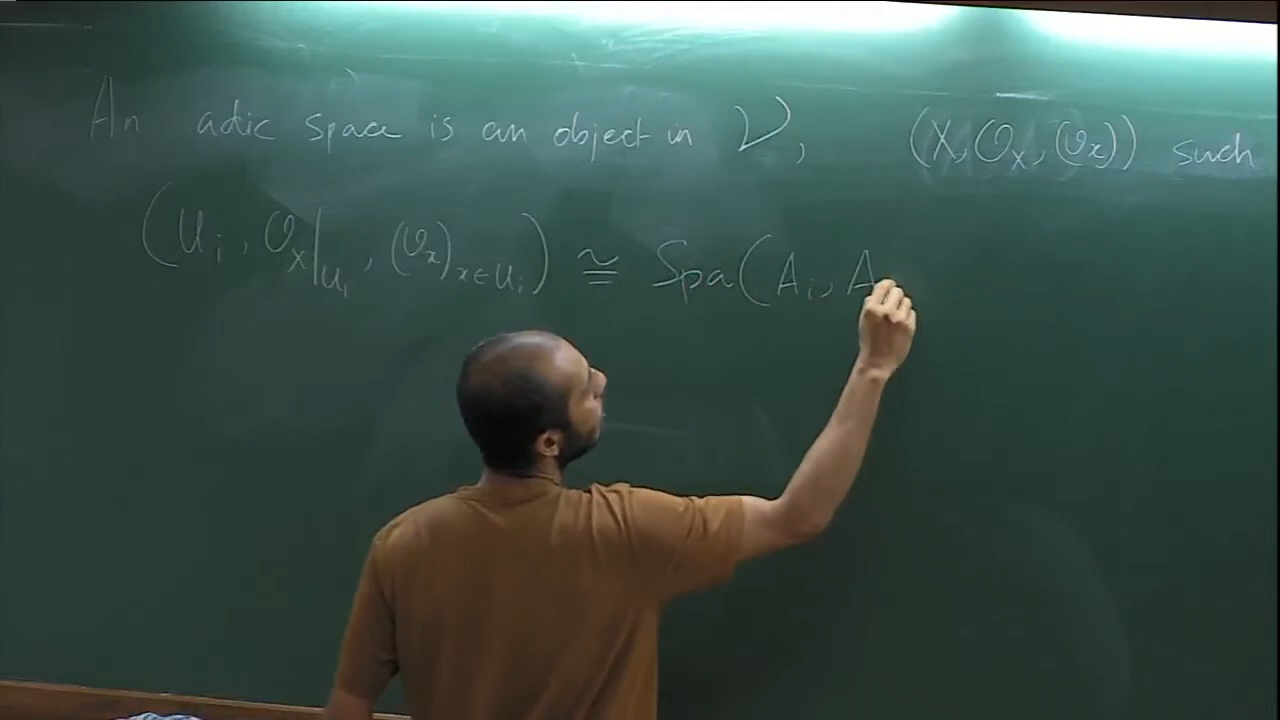 An adic space is an object in 𝒱, (X, 𝒪_X, (v_x)) such
(U_i, 𝒪_X|_{U_i}, (v_x)_{x∈U_i}) ≅ Spa(A_i, A